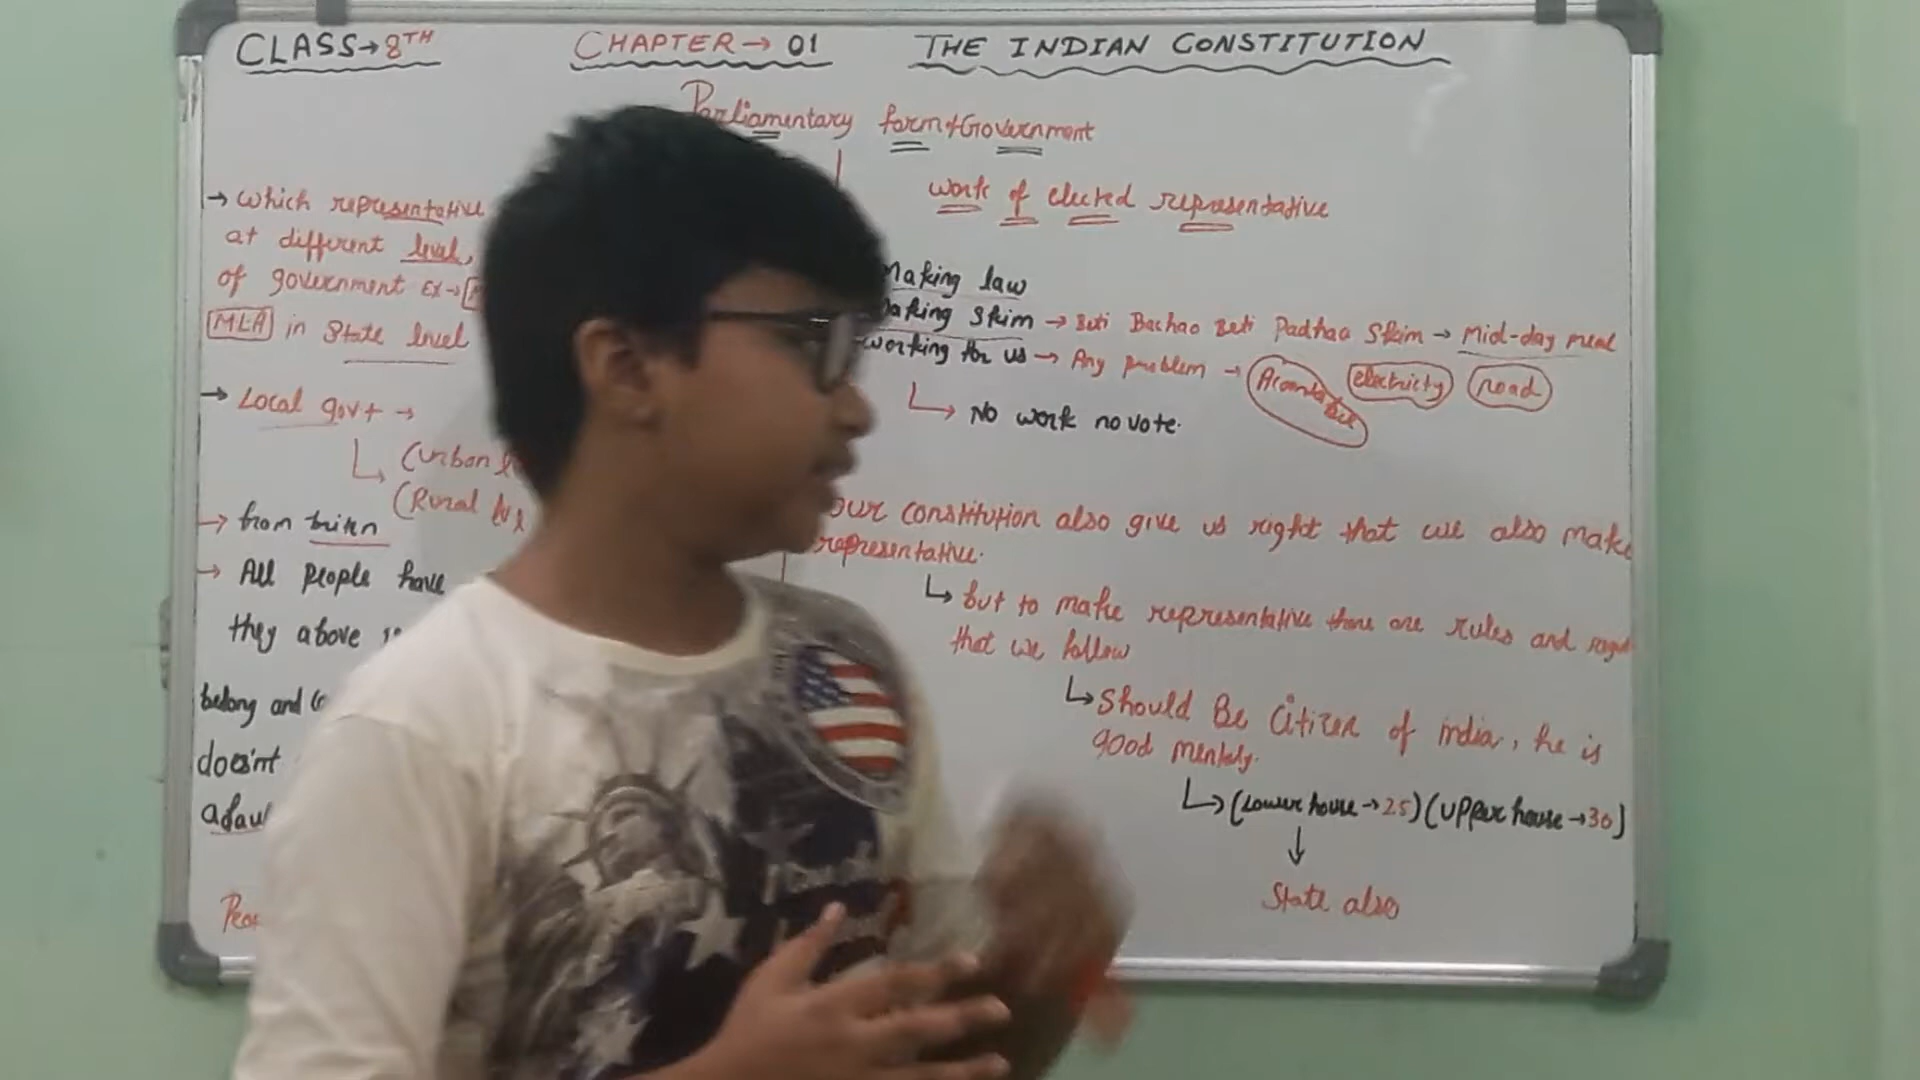 CLASS→8TH CHAPTER→ 01 THE INDIAN CONSTITUTION
Parliamentary form of Government
→ Which representative
at different level,
of government Ex→
MLA in State level
→ Local govt →
(Urban
(Rural
→ from
→ All people have
they above
belong and
doesn't
Work of elected representative
Making law
Making Skim → Beti Bachao Beti Padhaa Skim → Mid-day meal
working for us → Any problem → electricity road
No work no vote.
our constitution also give us right that we also make
representative.
but to make representative there are rules and
that we follow
Should Be Citizen of india, he is
good
(Lower house → 25) (Upper house → 30)
State also